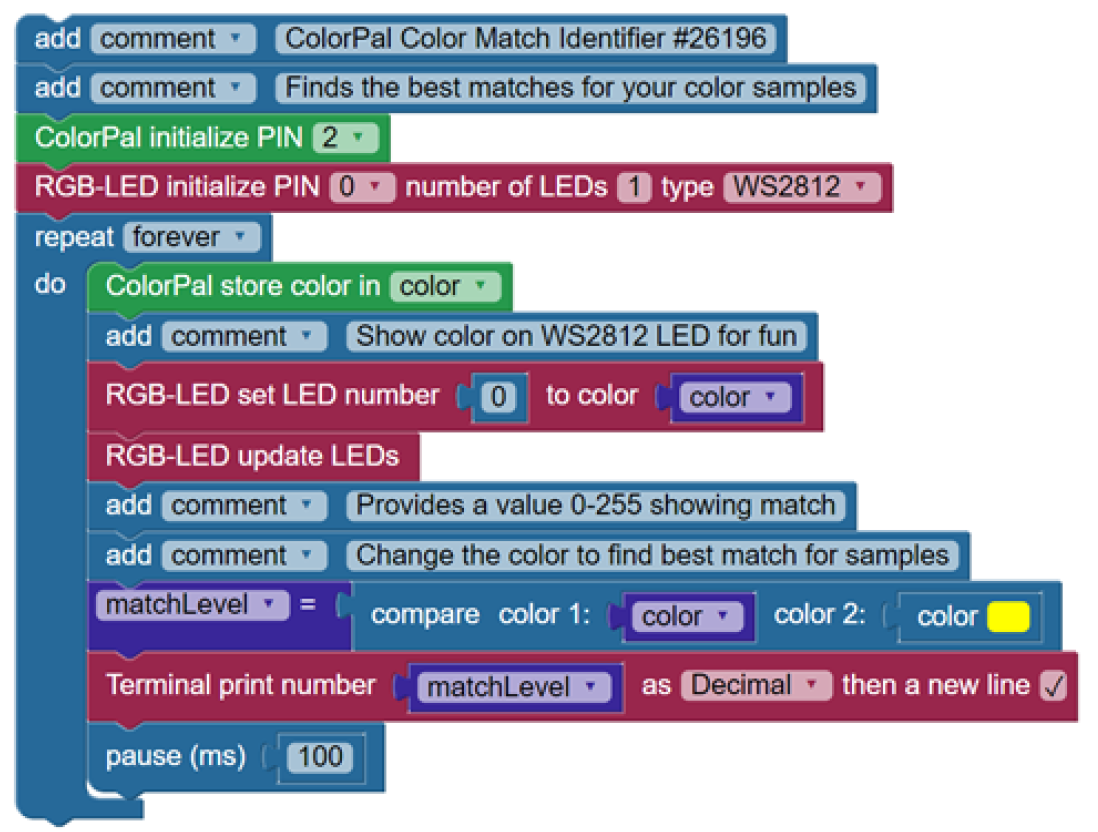 add comment ColorPal Color Match Identifier #26196
add comment Finds the best matches for your color samples
ColorPal initialize PIN 2
RGB-LED initialize PIN 0 number of LEDs 1 type WS2812
repeat forever
do ColorPal store color in color
add comment Show color on WS2812 LED for fun
RGB-LED set LED number 0 to color color
RGB-LED update LEDs
add comment Provides a value 0-255 showing match
add comment Change the color to find best match for samples
matchLevel = compare color 1: color color 2: color
Terminal print number matchLevel as Decimal then a new line ✓
pause (ms) 100